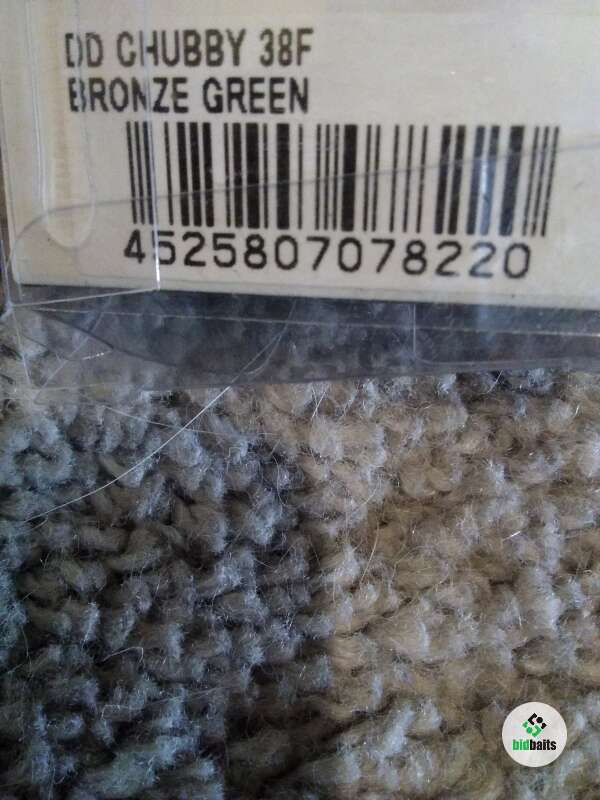 DD CHUBBY 38F
BRONZE GREEN
4525807078220
bidbaits